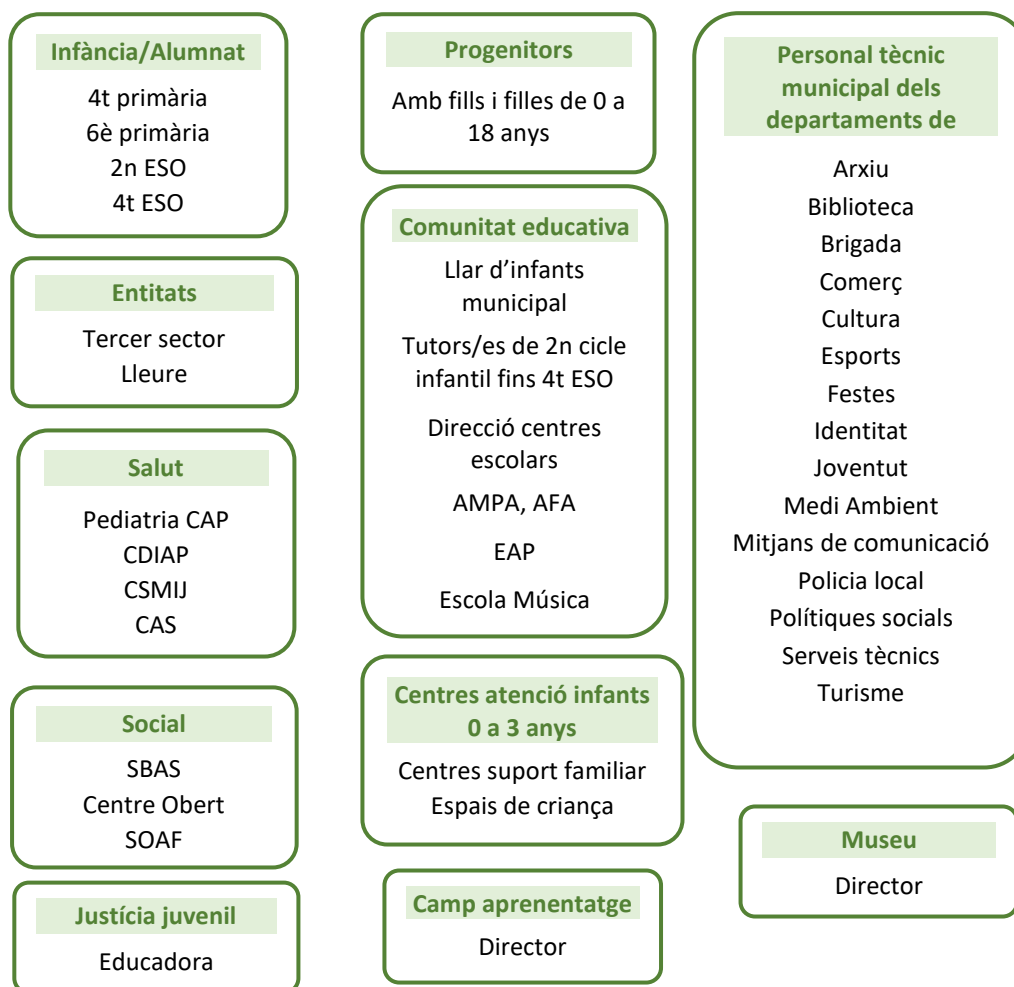 Infància/Alumnat
4t primària
6è primària
2n ESO
4t ESO
Entitats
Tercer sector
Lleure
Salut
Pediatria CAP
CDIAP
CSMIJ
CAS
Social
SBAS
Centre Obert
SOAF
Justícia juvenil
Educadora
Progenitors
Amb fills i filles de 0 a
18 anys
Comunitat educativa
Llar d’infants
municipal
Tutors/es de 2n cicle
infantil fins 4t ESO
Direcció centres
escolars
AMPA, AFA
EAP
Escola Música
Centres atenció infants
0 a 3 anys
Centres suport familiar
Espais de criança
Camp aprenentatge
Director
Personal tècnic
municipal dels
departaments de
Arxiu
Biblioteca
Brigada
Comerç
Cultura
Esports
Festes
Identitat
Joventut
Medi Ambient
Mitjans de comunicació
Policia local
Polítiques socials
Serveis tècnics
Turisme
Museu
Director